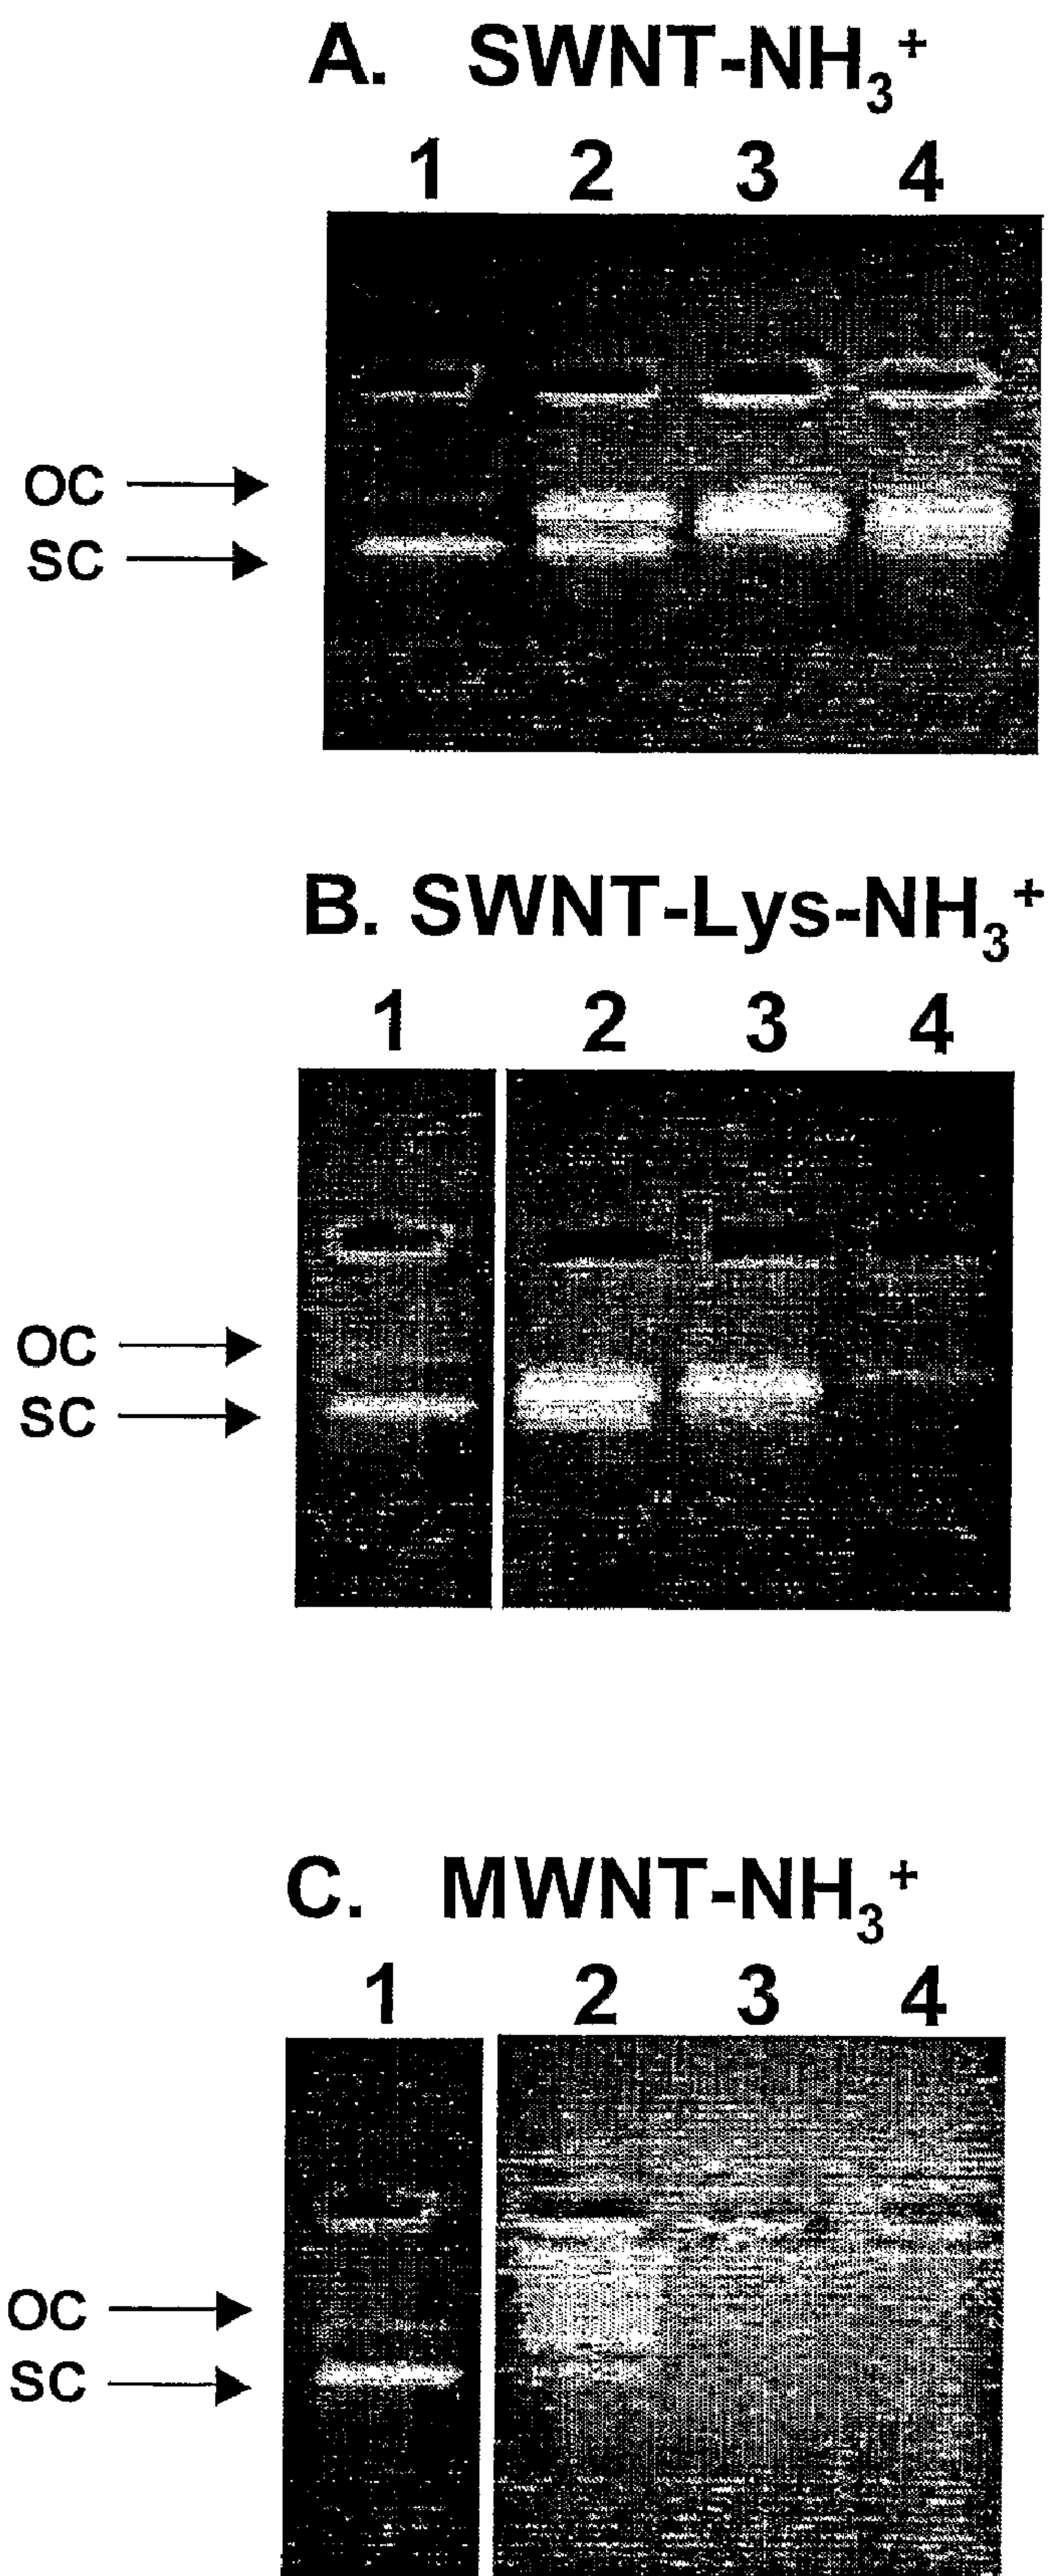 A. SWNT-NH₃⁺
1 2 3 4
OC
SC
B. SWNT-Lys-NH₃⁺
1 2 3 4
OC
SC
C. MWNT-NH₃⁺
1 2 3 4
OC
SC